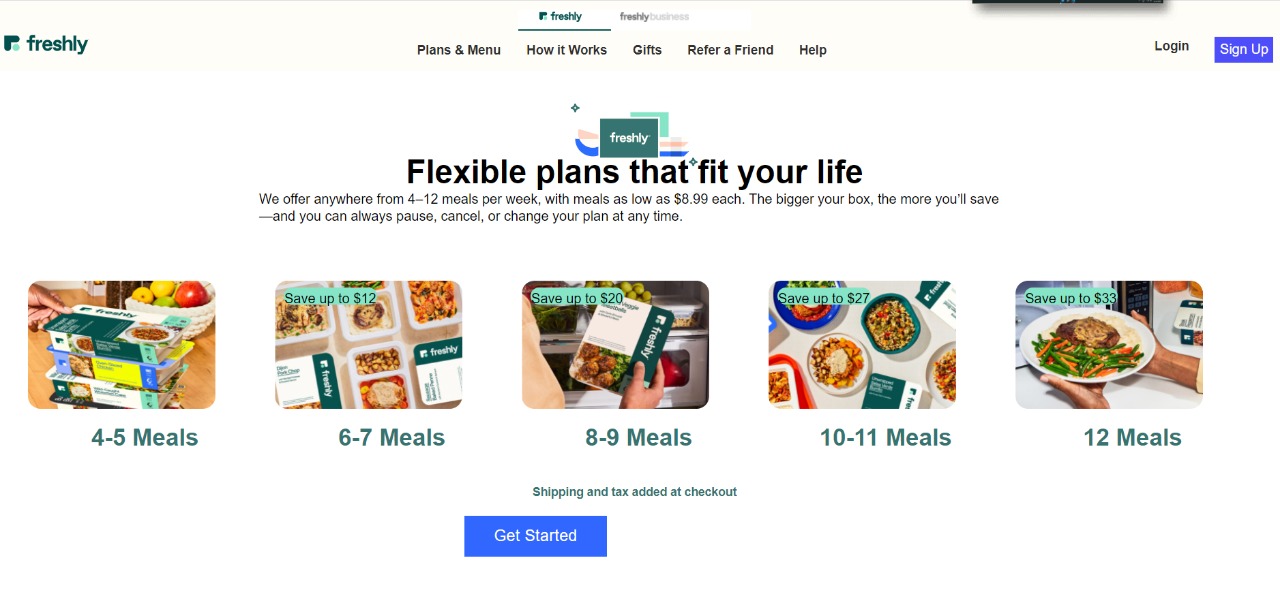 freshly
freshly business
freshly
Plans & Menu
How it Works
Gifts
Refer a Friend
Help
Login
Sign Up
freshly
Flexible plans that fit your life
We offer anywhere from 4–12 meals per week, with meals as low as $8.99 each. The bigger your box, the more you’ll save
—and you can always pause, cancel, or change your plan at any time.
Save up to $12
Save up to $20
Save up to $27
Save up to $33
freshly
freshly
freshly
4-5 Meals
6-7 Meals
8-9 Meals
10-11 Meals
12 Meals
Shipping and tax added at checkout
Get Started